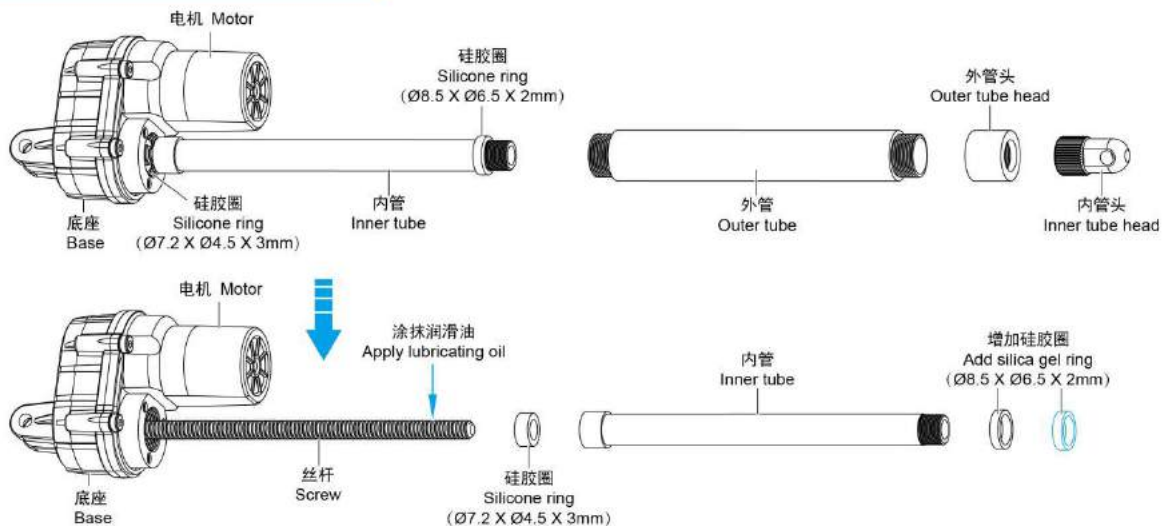 电机 Motor
硅胶圈
Silicone ring
(Ø8.5 X Ø6.5 X 2mm)
外管头
Outer tube head
底座
Base
硅胶圈
Silicone ring
(Ø7.2 X Ø4.5 X 3mm)
内管
Inner tube
外管
Outer tube
内管头
Inner tube head
电机 Motor
涂抹润滑油
Apply lubricating oil
内管
Inner tube
增加硅胶圈
Add silica gel ring
(Ø8.5 X Ø6.5 X 2mm)
底座
Base
丝杆
Screw
硅胶圈
Silicone ring
(Ø7.2 X Ø4.5 X 3mm)